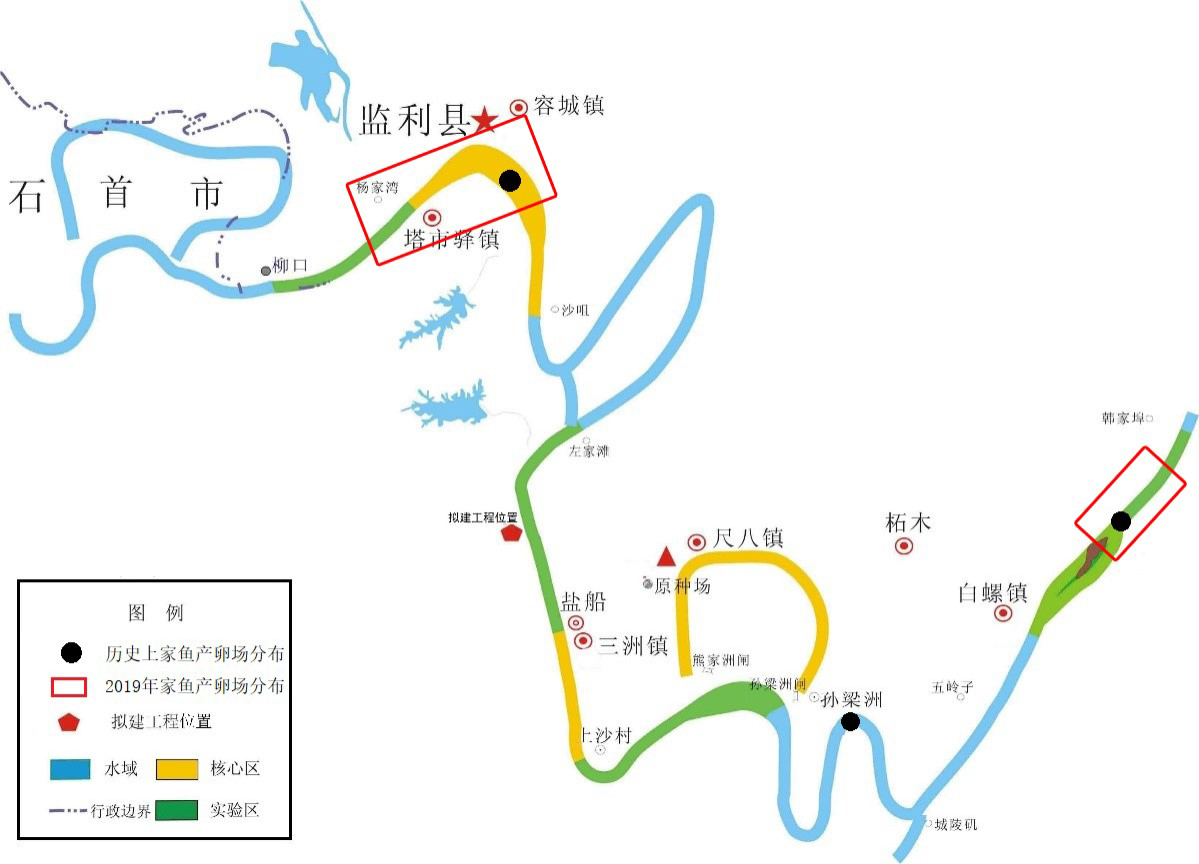 容城镇
监利县
石首市
杨家湾
塔市驿镇
柳口
沙咀
韩家埠
左家滩
拟建工程位置
柘木
尺八镇
原种场
白螺镇
盐船
三洲镇
熊家洲闸
孙梁洲闸
孙梁洲
五岭子
上沙村
城陵矶
图 例
历史上家鱼产卵场分布
2019年家鱼产卵场分布
拟建工程位置
水域 核心区
行政边界 实验区